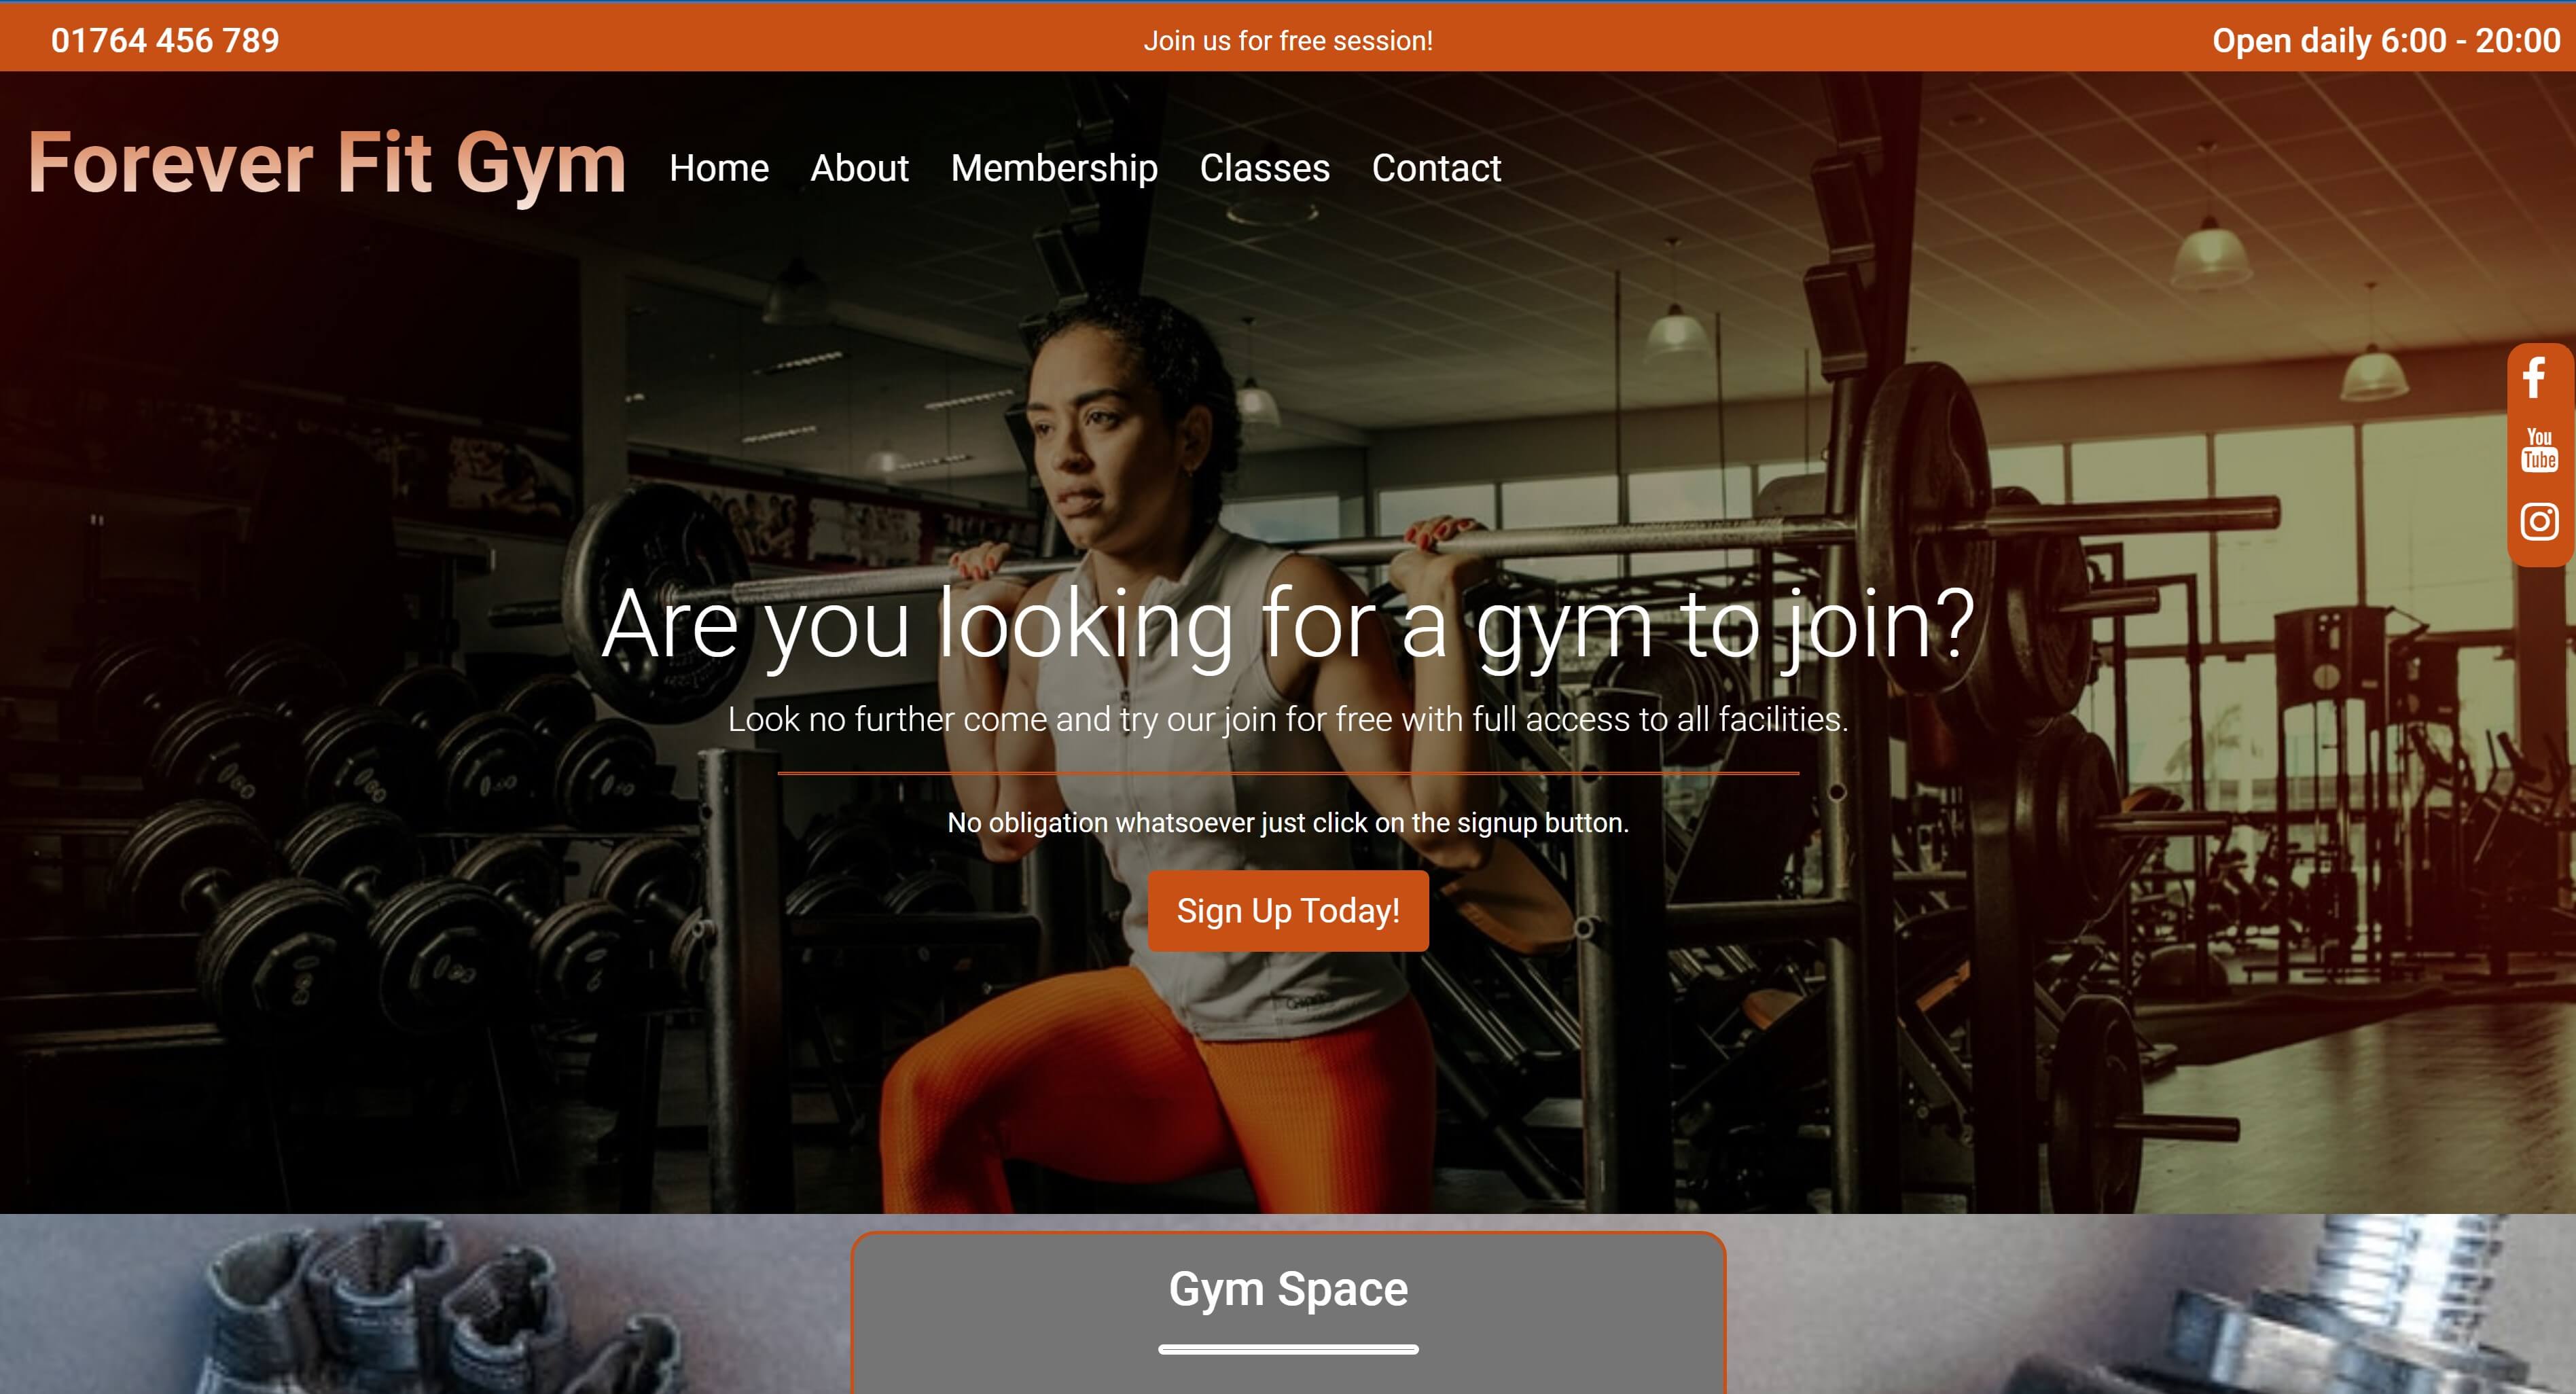 01764 456 789
Join us for free session!
Open daily 6:00 - 20:00
Forever Fit Gym
Home
About
Membership
Classes
Contact
You
Tube
Are you looking for a gym to join?
Look no further come and try our join for free with full access to all facilities.
No obligation whatsoever just click on the signup button.
Sign Up Today!
Gym Space